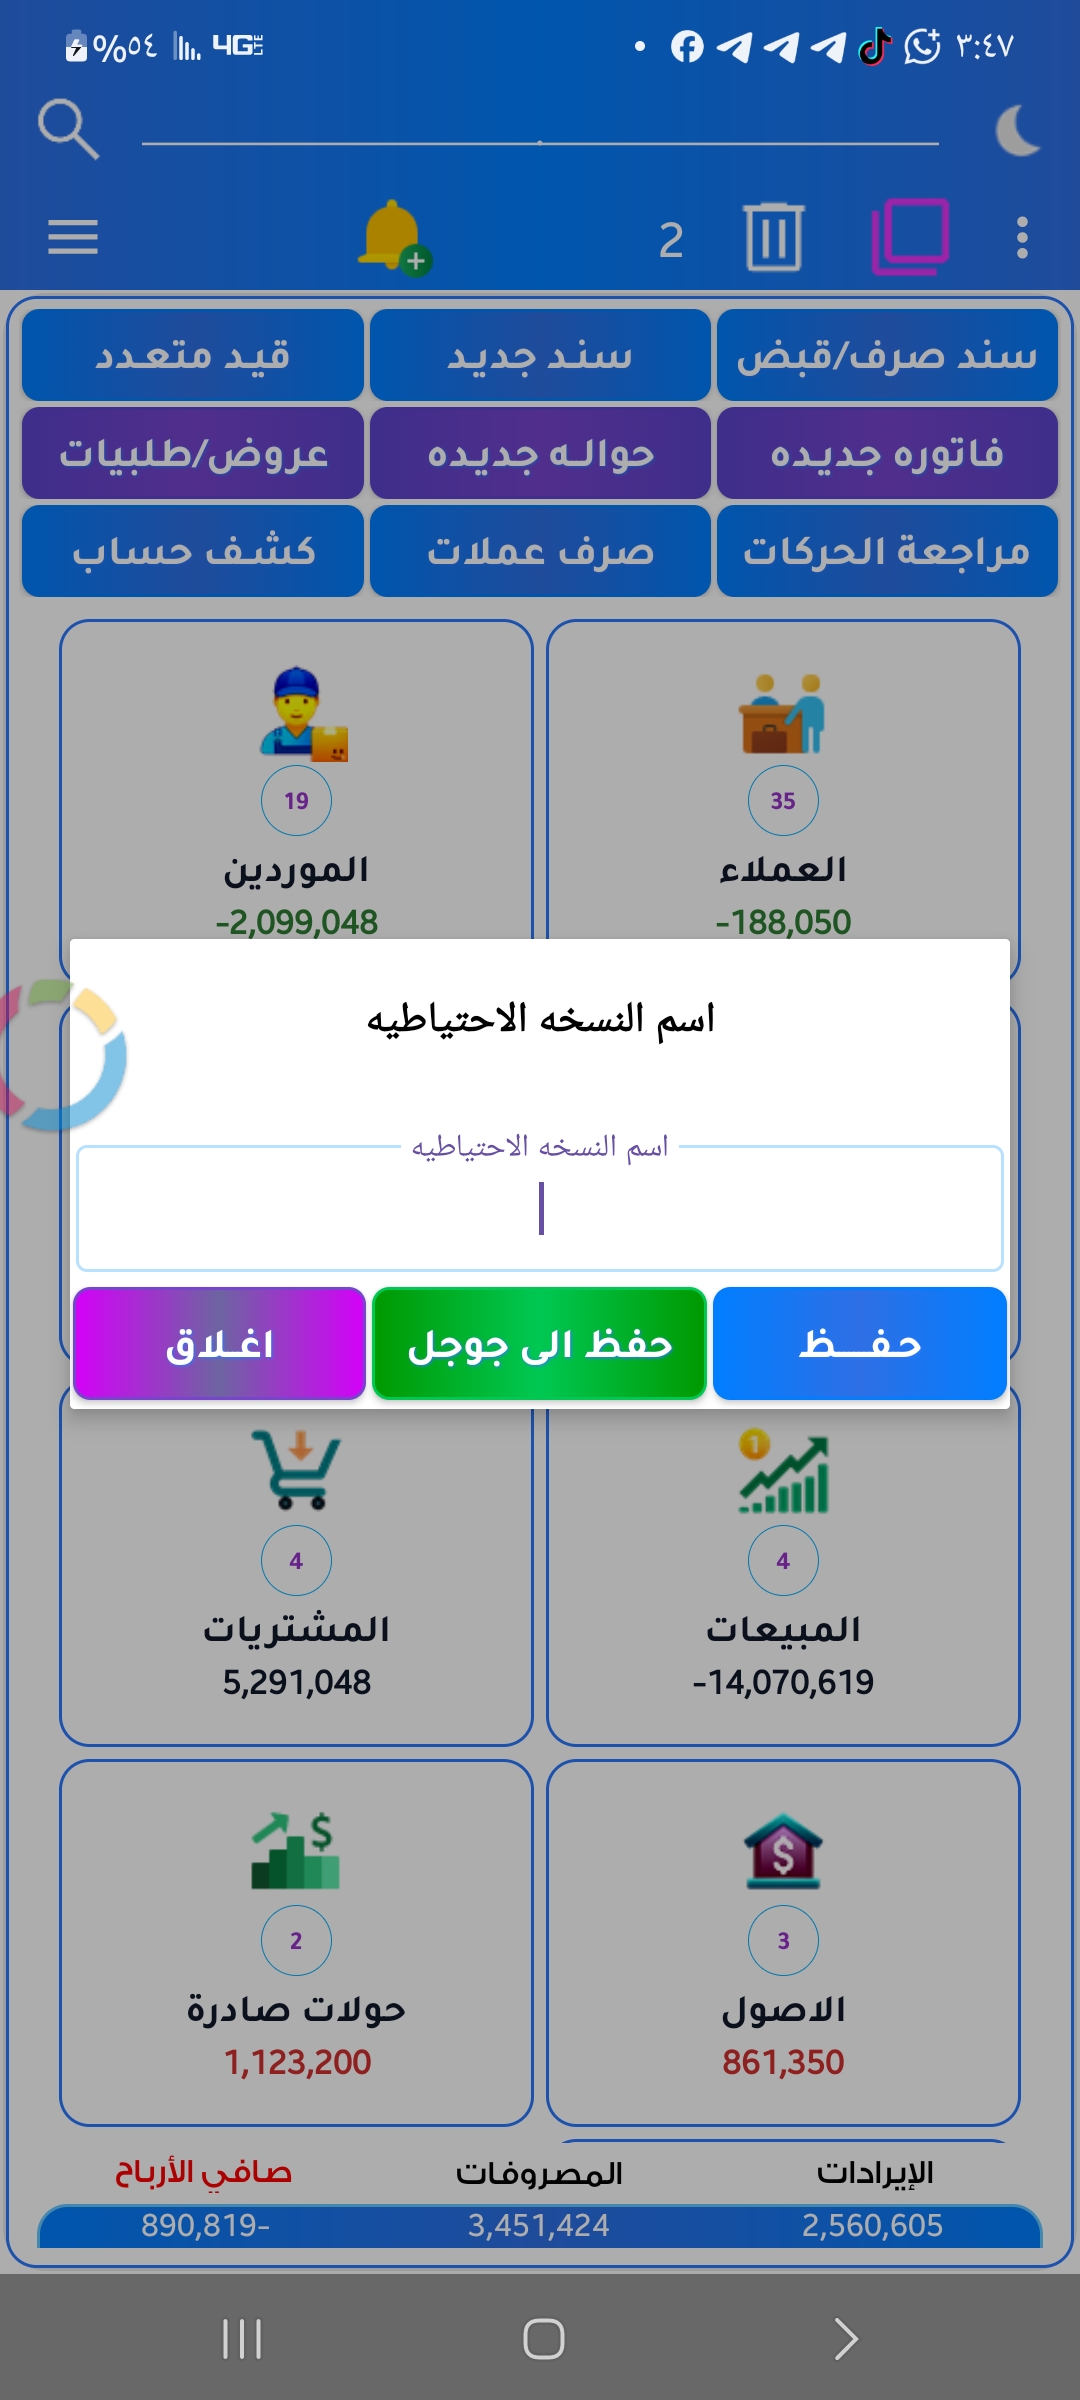 %٥٤ 4G LTE ٣:٤٧
2
سند صرف/قبض سند جديد قيد متعدد
فاتوره جديده حواله جديده عروض/طلبيات
مراجعة الحركات صرف عملات كشف حساب
35 19
العملاء الموردين
-188,050 -2,099,048
اسم النسخه الاحتياطيه
اسم النسخه الاحتياطيه
حفظ حفظ الى جوجل اغلاق
1
4 4
المبيعات المشتريات
-14,070,619 5,291,048
3 2
الاصول حولات صادرة
861,350 1,123,200
الإيرادات المصروفات صافي الأرباح
2,560,605 3,451,424 890,819-